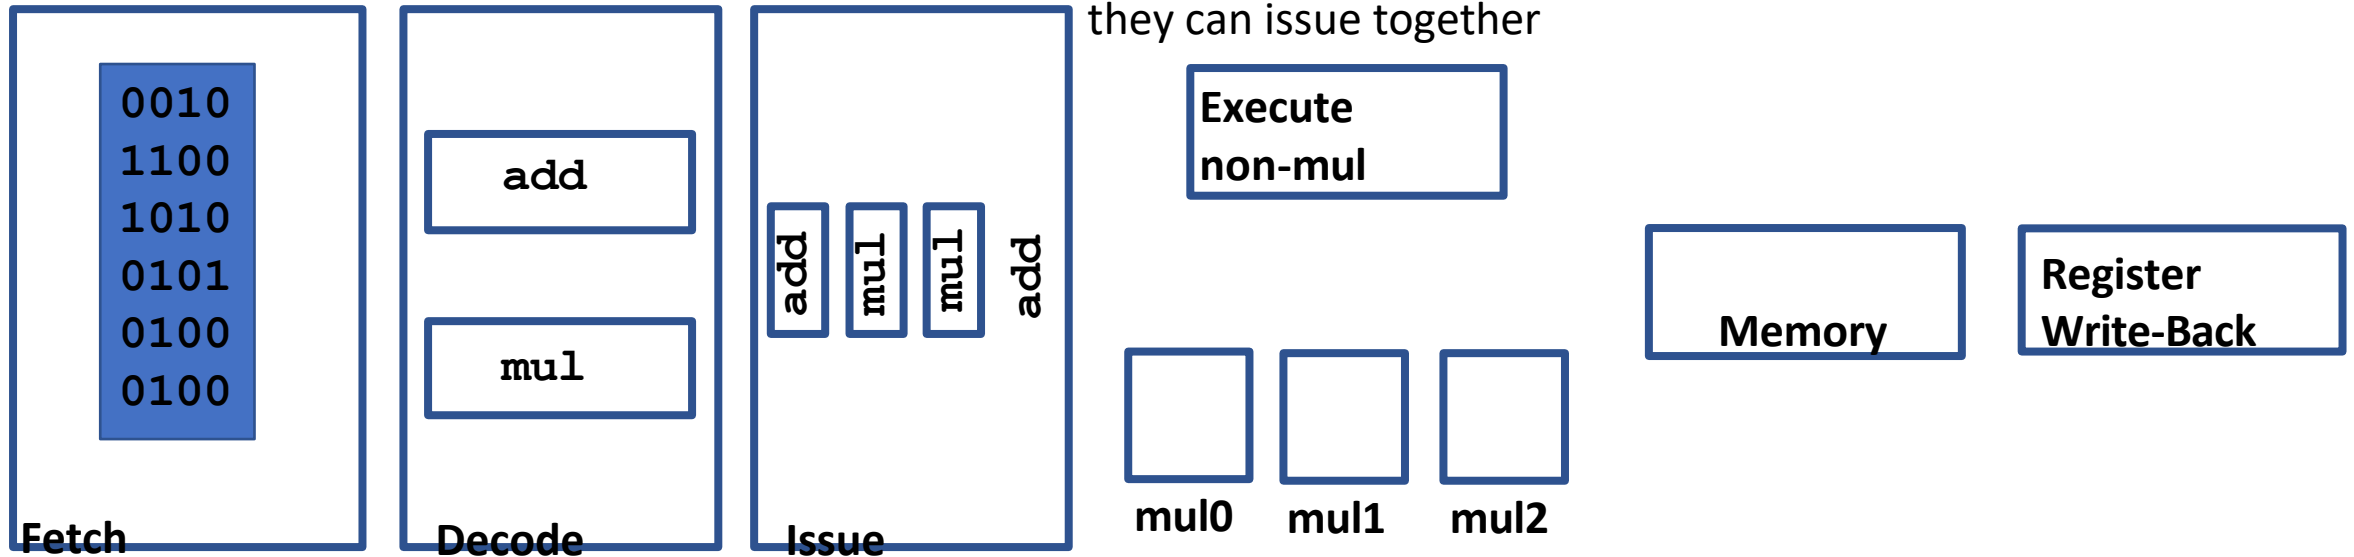 they can issue together
0010
1100
1010
0101
0100
0100
Fetch
add
mul
Decode
add
mul
mul
add
Issue
Execute
non-mul
mul0
mul1
mul2
Memory
Register
Write-Back